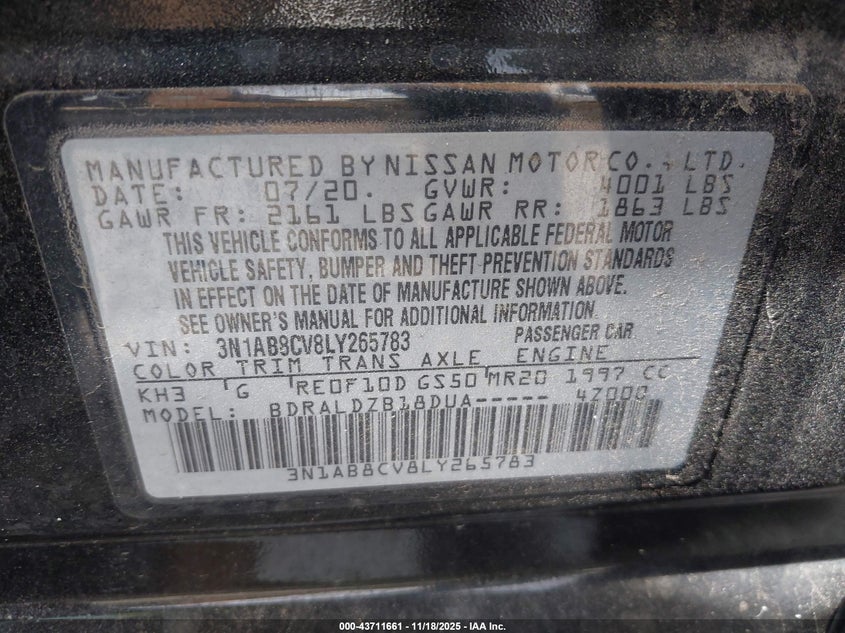 MANUFACTURED BY NISSAN MOTOR CO., LTD.
DATE: 07/20. GVWR: 4001 LBS
GAWR FR: 2161 LBS GAWR RR: 1863 LBS
THIS VEHICLE CONFORMS TO ALL APPLICABLE FEDERAL MOTOR
VEHICLE SAFETY, BUMPER AND THEFT PREVENTION STANDARDS
IN EFFECT ON THE DATE OF MANUFACTURE SHOWN ABOVE.
SEE OWNER'S MANUAL FOR ADDITIONAL INFORMATION.
VIN: 3N1AB8CV8LY265783 PASSENGER CAR
COLOR TRIM TRANS AXLE ENGINE
KH3 G RE0F10D GS50 MR20 1997 CC
MODEL: BDRALDZB18DUA----- 4Z000
3N1AB8CV8LY265783
000-43711661 | 11/18/2025 - IAA Inc.